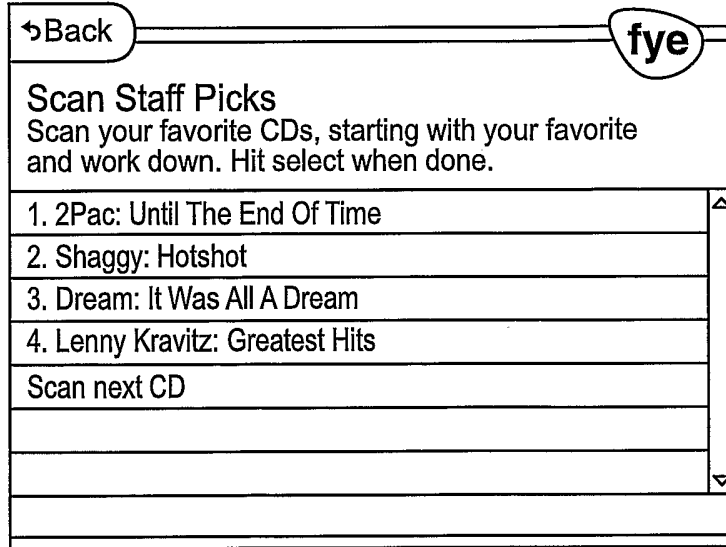 Back
fye
Scan Staff Picks
Scan your favorite CDs, starting with your favorite
and work down. Hit select when done.
1. 2Pac: Until The End Of Time
2. Shaggy: Hotshot
3. Dream: It Was All A Dream
4. Lenny Kravitz: Greatest Hits
Scan next CD